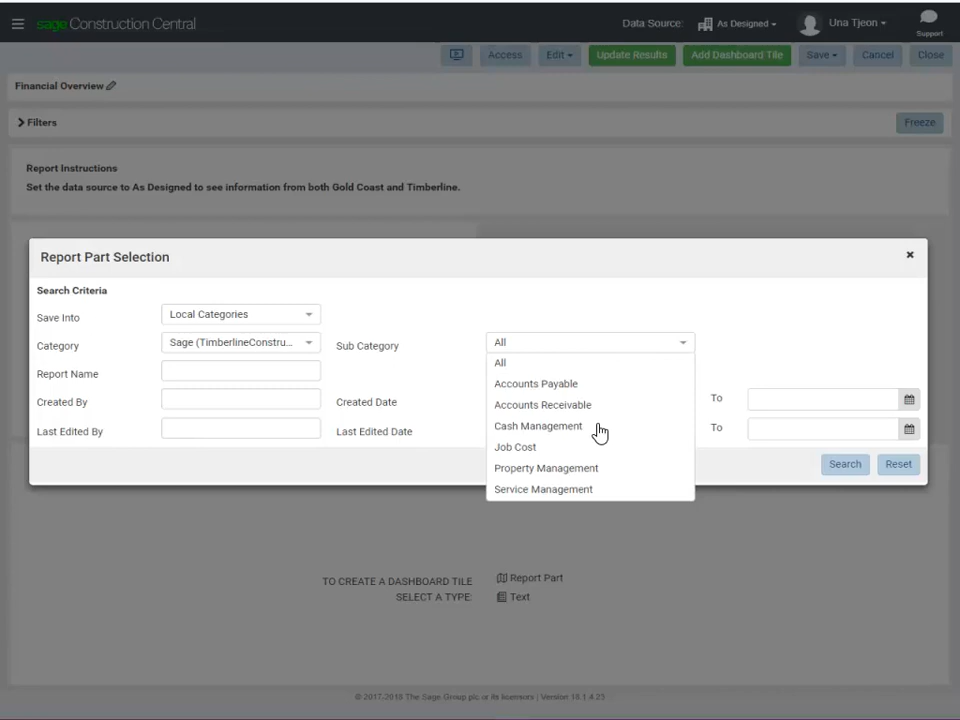 sage Construction Central
Data Source: As Designed Una Tjeon Support
Access Edit Update Results Add Dashboard Tile Save Cancel Close
Financial Overview
Filters Freeze
Report Instructions
Set the data source to As Designed to see information from both Gold Coast and Timberline.
Report Part Selection
Search Criteria
Save Into Local Categories
Category Sage (TimberlineConstru... Sub Category All
Report Name
Created By Created Date To
Last Edited By Last Edited Date To
All
Accounts Payable
Accounts Receivable
Cash Management
Job Cost
Property Management
Service Management
Search Reset
TO CREATE A DASHBOARD TILE
SELECT A TYPE:
Report Part
Text
© 2017-2018 The Sage Group plc or its licensors | Version 18.1.4.25